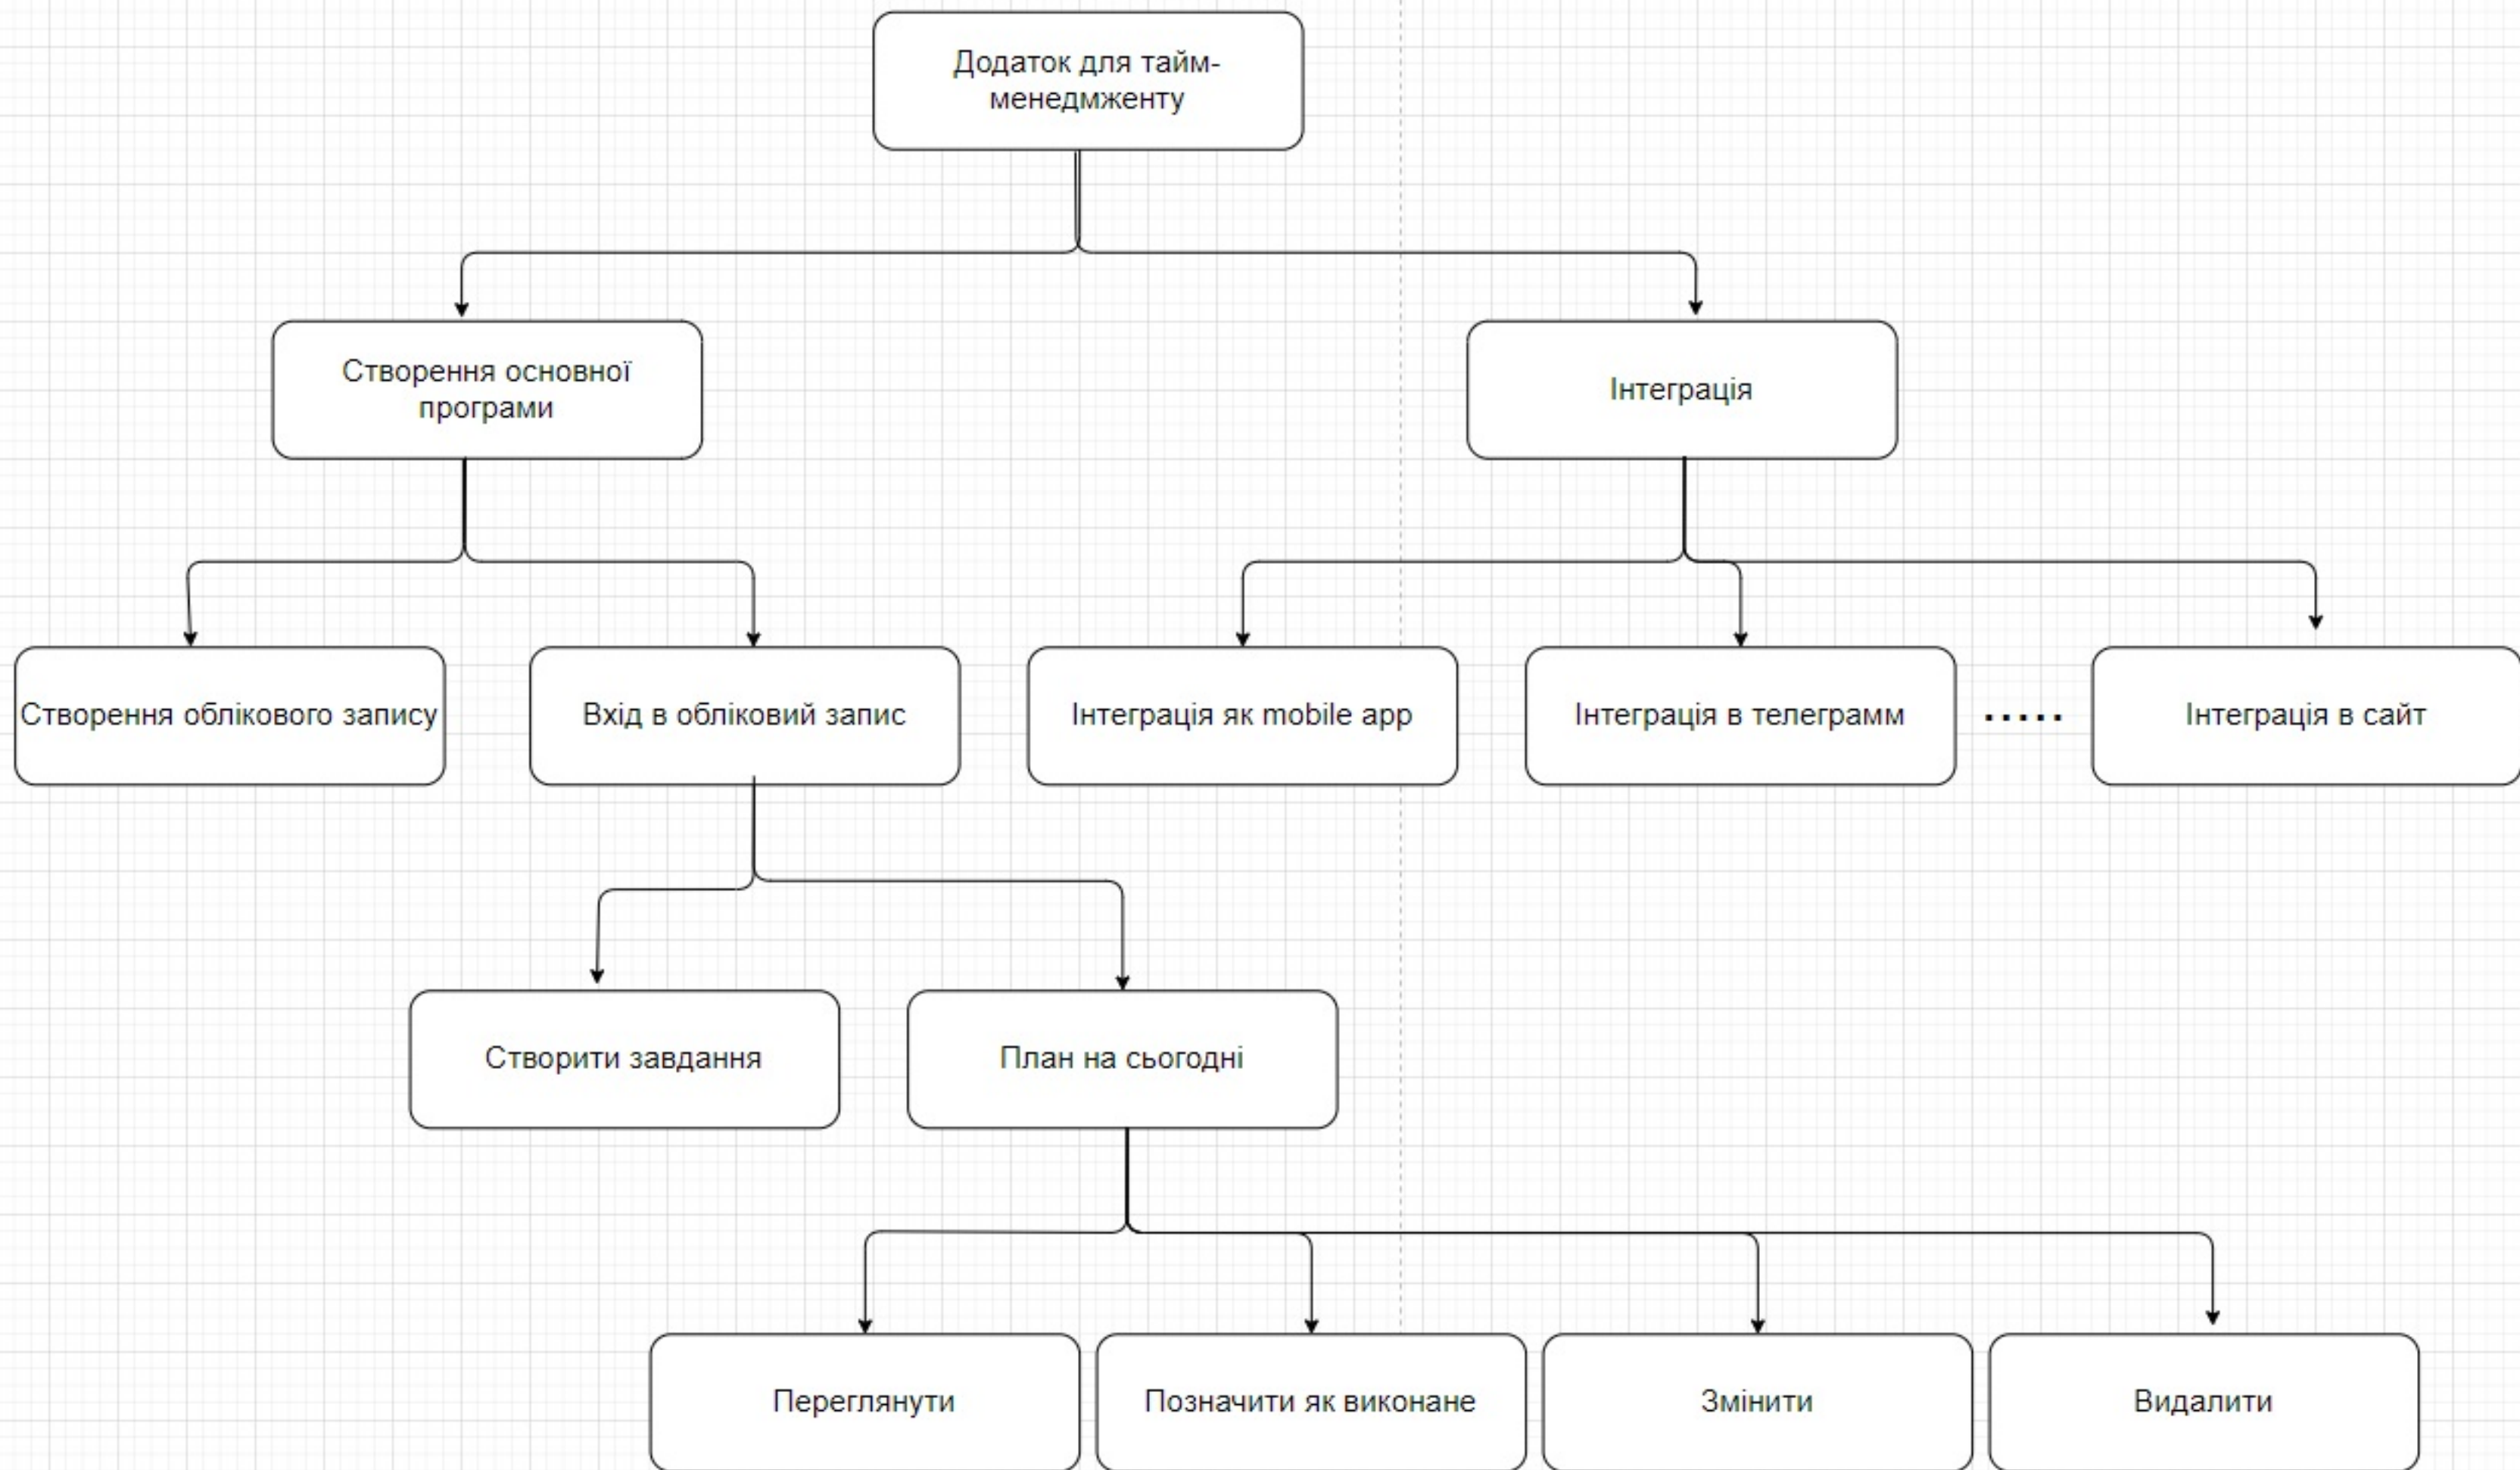 Додаток для тайм-
менедмженту
Створення основної
програми
Інтеграція
Створення облікового запису
Вхід в обліковий запис
Інтеграція як mobile app
Інтеграція в телеграмм
.....
Інтеграція в сайт
Створити завдання
План на сьогодні
Переглянути
Позначити як виконане
Змінити
Видалити